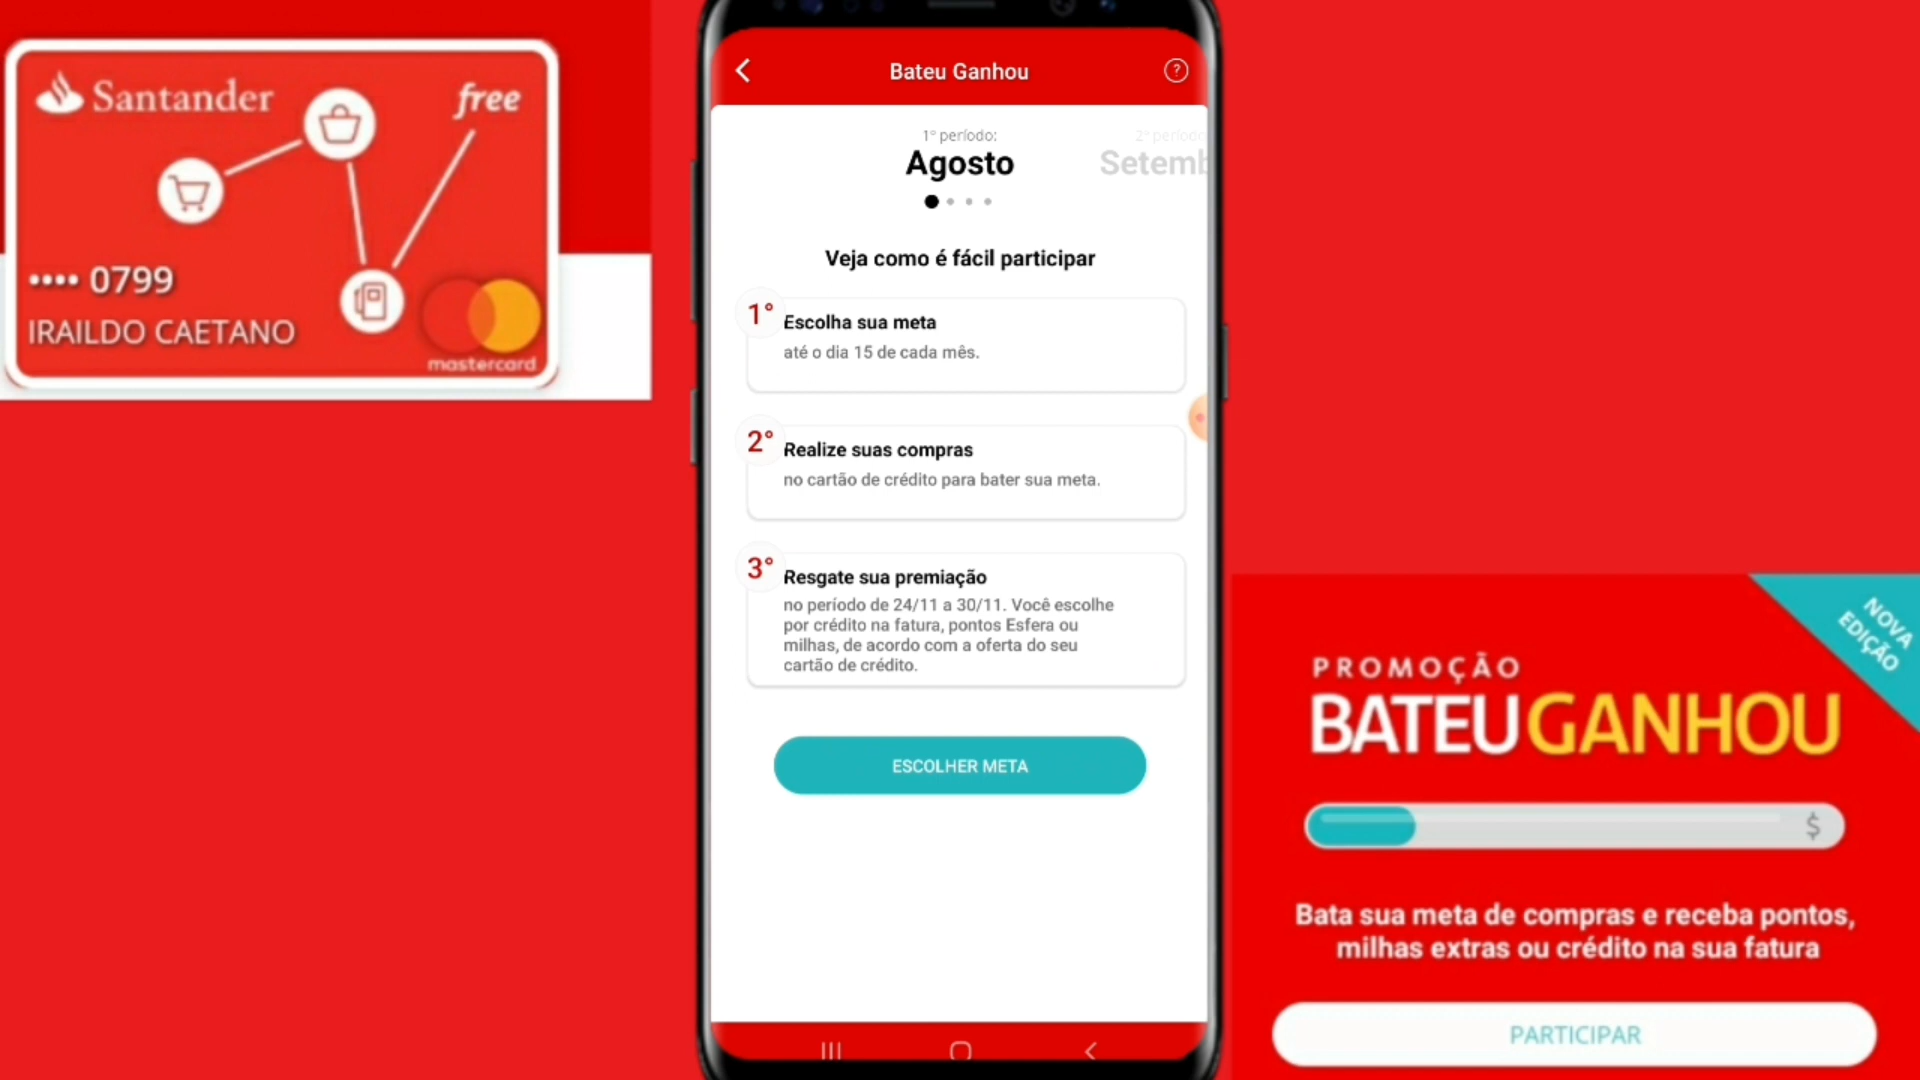 Santander
free
•••• 0799
IRAILDO CAETANO
mastercard
Bateu Ganhou
?
1º período:
Agosto
2º período
Setemb
Veja como é fácil participar
1°
Escolha sua meta
até o dia 15 de cada mês.
2°
Realize suas compras
no cartão de crédito para bater sua meta.
3°
Resgate sua premiação
no período de 24/11 a 30/11. Você escolhe
por crédito na fatura, pontos Esfera ou
milhas, de acordo com a oferta do seu
cartão de crédito.
ESCOLHER META
NOVA
EDIÇÃO
PROMOÇÃO
BATEU GANHOU
$
Bata sua meta de compras e receba pontos,
milhas extras ou crédito na sua fatura
PARTICIPAR